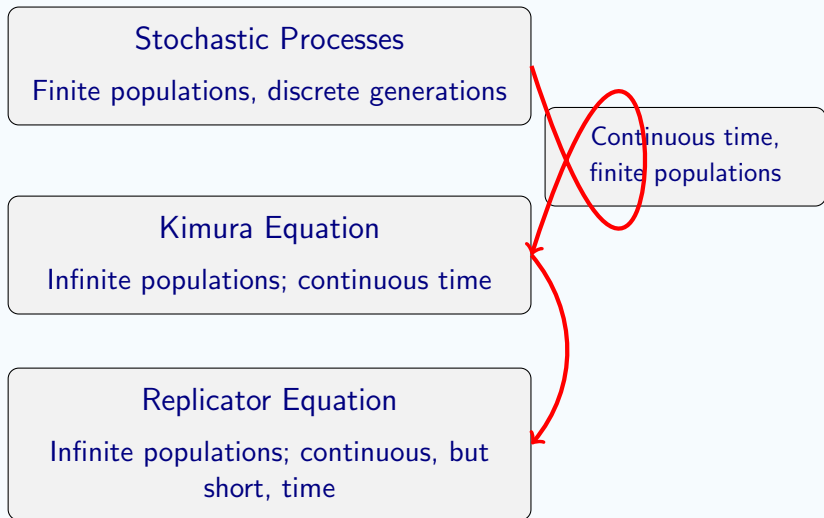 Stochastic Processes
Finite populations, discrete generations
Continuous time,
finite populations
Kimura Equation
Infinite populations; continuous time
Replicator Equation
Infinite populations; continuous, but
short, time